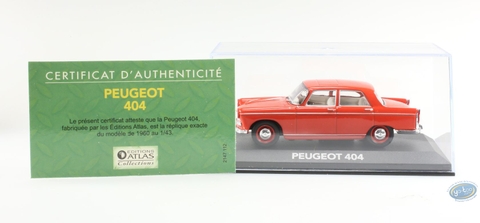 CERTIFICAT D'AUTHENTICITÉ
PEUGEOT
404
Le présent certificat atteste que la Peugeot 404,
fabriquée par les Éditions Atlas, est la réplique exacte
du modèle de 1960 au 1/43.
ÉDITIONS
ATLAS
Collections
PEUGEOT 404